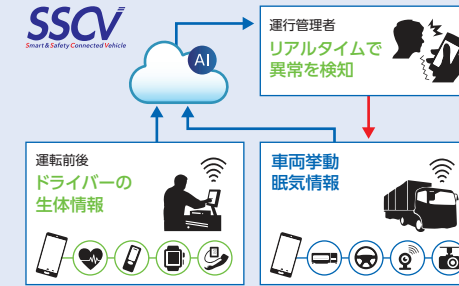 SSCV
Smart & Safety Connected Vehicle
AI
運行管理者
リアルタイムで
異常を検知
運転前後
ドライバーの
生体情報
車両挙動
眠気情報